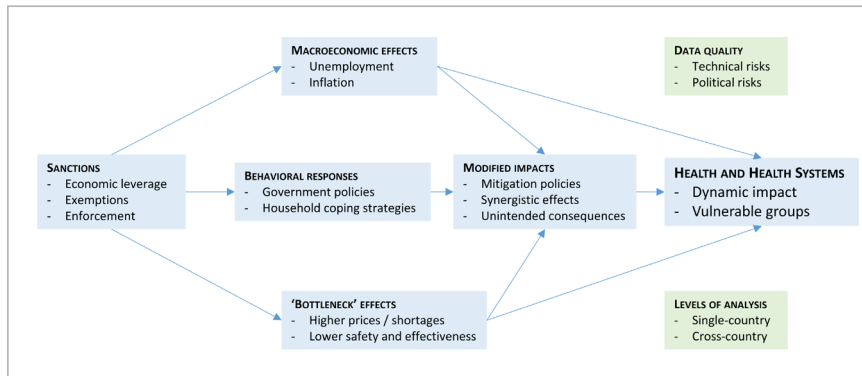 MACROECONOMIC EFFECTS
- Unemployment
- Inflation
DATA QUALITY
- Technical risks
- Political risks
SANCTIONS
- Economic leverage
- Exemptions
- Enforcement
BEHAVIORAL RESPONSES
- Government policies
- Household coping strategies
MODIFIED IMPACTS
- Mitigation policies
- Synergistic effects
- Unintended consequences
HEALTH AND HEALTH SYSTEMS
- Dynamic impact
- Vulnerable groups
‘BOTTLENECK’ EFFECTS
- Higher prices / shortages
- Lower safety and effectiveness
LEVELS OF ANALYSIS
- Single-country
- Cross-country